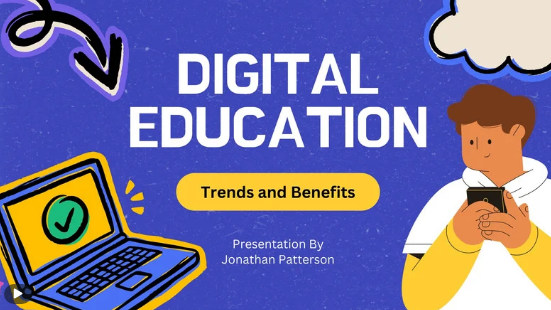 DIGITAL
EDUCATION
Trends and Benefits
Presentation By
Jonathan Patterson